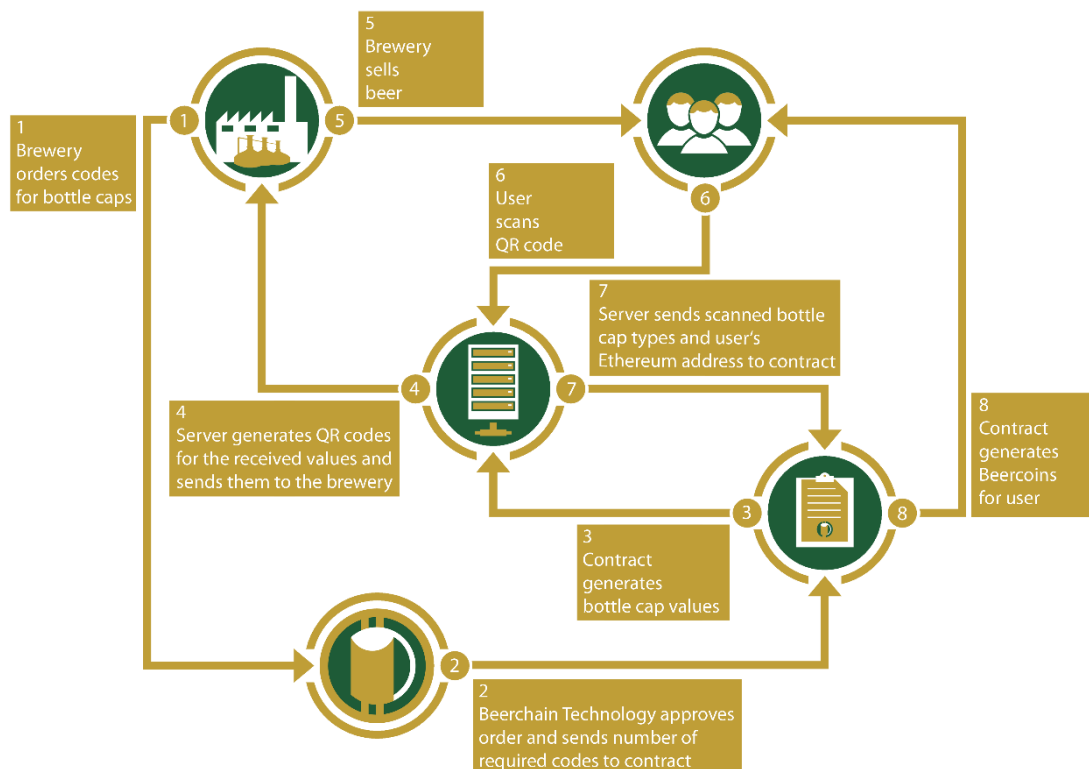 1
Brewery
orders codes
for bottle caps
5
Brewery
sells
beer
6
User
scans
QR code
7
Server sends scanned bottle
cap types and user‘s
Ethereum address to contract
4
Server generates QR codes
for the received values and
sends them to the brewery
3
Contract
generates
bottle cap values
8
Contract
generates
Beercoins
for user
2
Beerchain Technology approves
order and sends number of
required codes to contract
1
5
6
4
7
3
8
2